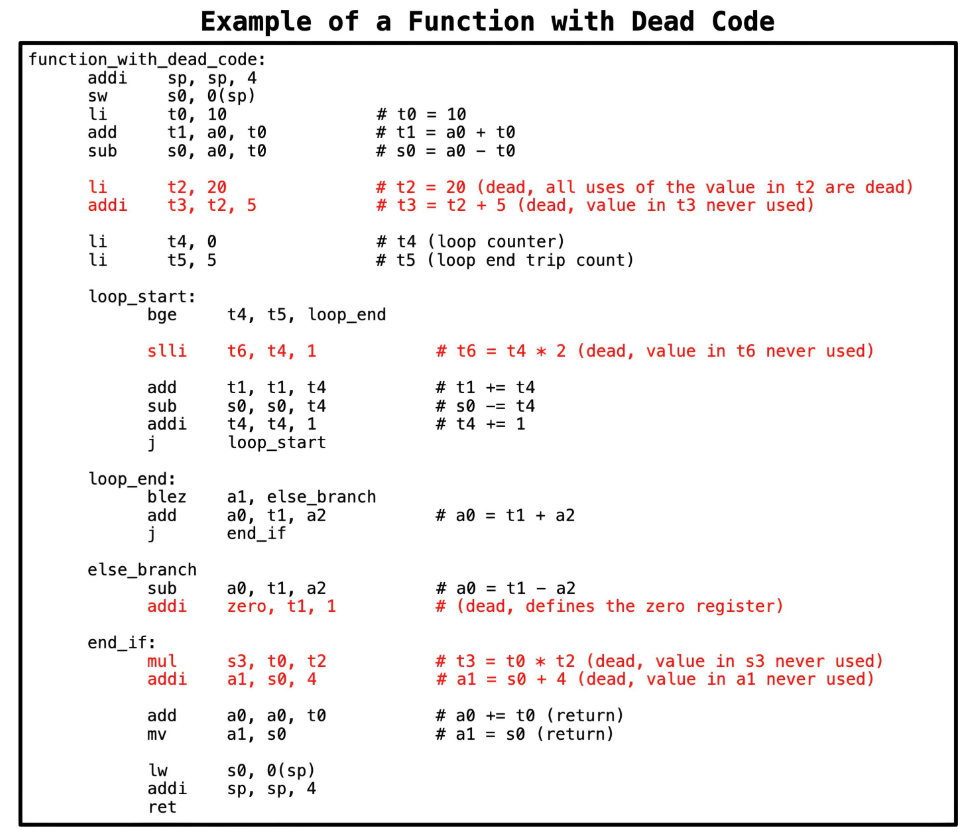 Example of a Function with Dead Code
function_with_dead_code:
addi sp, sp, 4
sw s0, 0(sp)
li t0, 10 # t0 = 10
add t1, a0, t0 # t1 = a0 + t0
sub s0, a0, t0 # s0 = a0 − t0
li t2, 20 # t2 = 20 (dead, all uses of the value in t2 are dead)
addi t3, t2, 5 # t3 = t2 + 5 (dead, value in t3 never used)
li t4, 0 # t4 (loop counter)
li t5, 5 # t5 (loop end trip count)
loop_start:
bge t4, t5, loop_end
slli t6, t4, 1 # t6 = t4 * 2 (dead, value in t6 never used)
add t1, t1, t4 # t1 += t4
sub s0, s0, t4 # s0 −= t4
addi t4, t4, 1 # t4 += 1
j loop_start
loop_end:
blez a1, else_branch
add a0, t1, a2 # a0 = t1 + a2
j end_if
else_branch
sub a0, t1, a2 # a0 = t1 − a2
addi zero, t1, 1 # (dead, defines the zero register)
end_if:
mul s3, t0, t2 # t3 = t0 * t2 (dead, value in s3 never used)
addi a1, s0, 4 # a1 = s0 + 4 (dead, value in a1 never used)
add a0, a0, t0 # a0 += t0 (return)
mv a1, s0 # a1 = s0 (return)
lw s0, 0(sp)
addi sp, sp, 4
ret